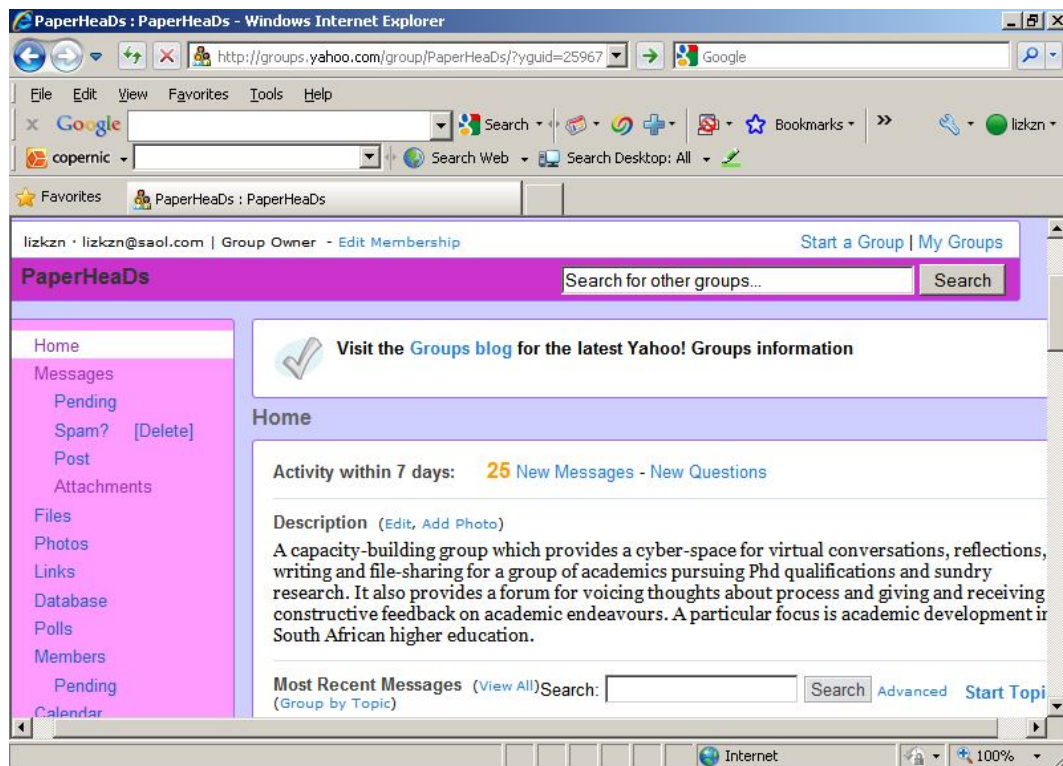 PaperHeaDs : PaperHeaDs - Windows Internet Explorer
http://groups.yahoo.com/group/PaperHeaDs/?yguid=25967
Google
File Edit View Favorites Tools Help
x Google Search Bookmarks >> lizkzn
copernic Search Web Search Desktop: All
Favorites PaperHeaDs : PaperHeaDs
lizkzn · lizkzn@saol.com | Group Owner - Edit Membership Start a Group | My Groups
PaperHeaDs Search for other groups... Search
Home
Messages
Pending
Spam? [Delete]
Post
Attachments
Files
Photos
Links
Database
Polls
Members
Pending
Calendar
Visit the Groups blog for the latest Yahoo! Groups information
Home
Activity within 7 days: 25 New Messages - New Questions
Description (Edit, Add Photo)
A capacity-building group which provides a cyber-space for virtual conversations, reflections,
writing and file-sharing for a group of academics pursuing Phd qualifications and sundry
research. It also provides a forum for voicing thoughts about process and giving and receiving
constructive feedback on academic endeavours. A particular focus is academic development in
South African higher education.
Most Recent Messages (View All) Search: Search Advanced Start Topi
(Group by Topic)
Internet 100%